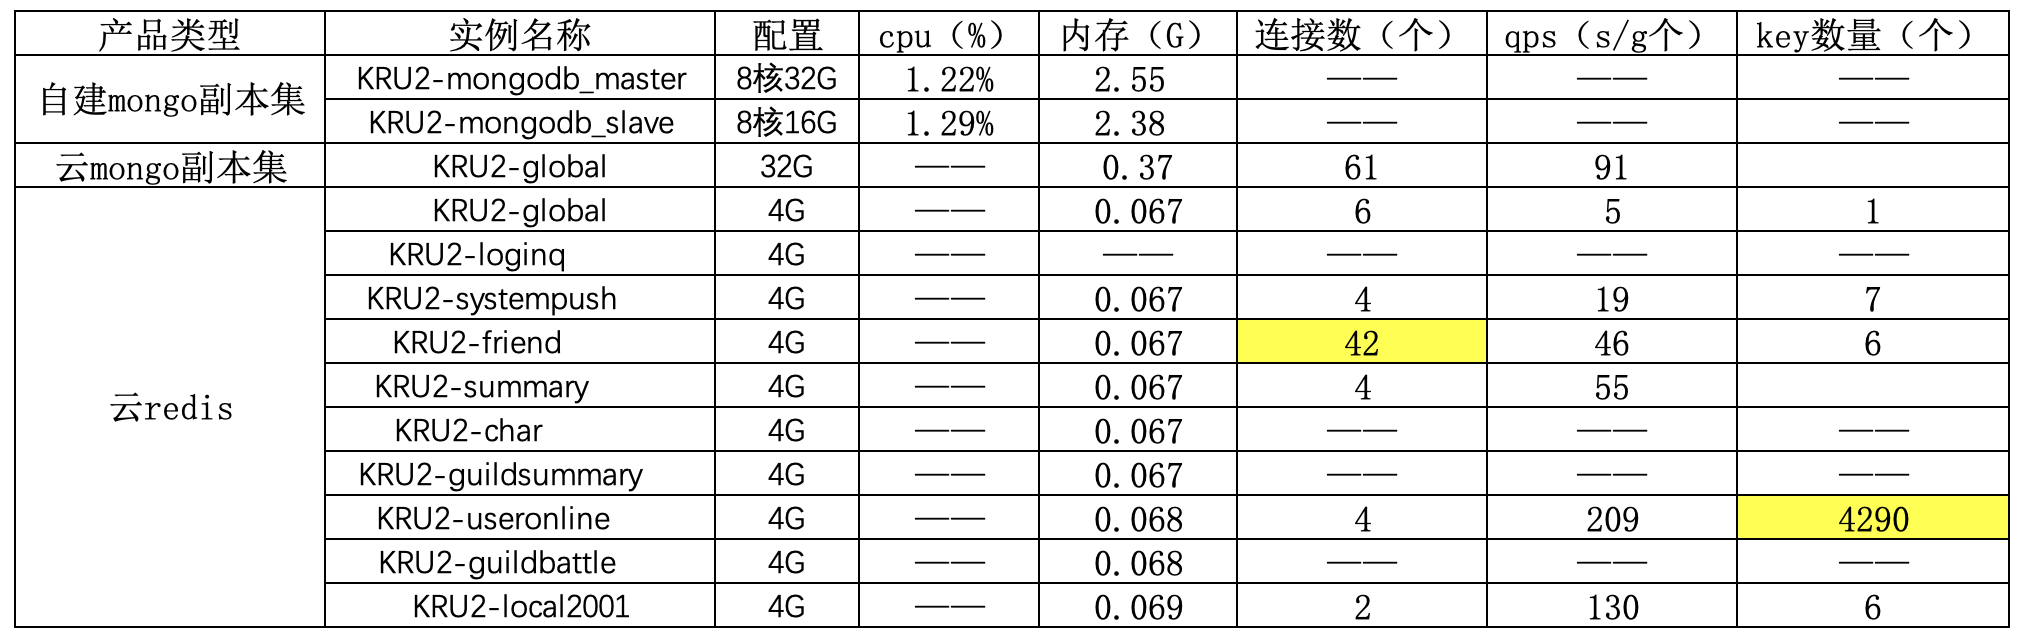 产品类型 实例名称 配置 cpu（%） 内存（G） 连接数（个） qps（s/g个） key数量（个）
自建mongo副本集 KRU2-mongodb_master 8核32G 1.22% 2.55 —— —— ——
KRU2-mongodb_slave 8核16G 1.29% 2.38 —— —— ——
云mongo副本集 KRU2-global 32G —— 0.37 61 91
云redis KRU2-global 4G —— 0.067 6 5 1
KRU2-loginq 4G —— —— —— —— ——
KRU2-systempush 4G —— 0.067 4 19 7
KRU2-friend 4G —— 0.067 42 46 6
KRU2-summary 4G —— 0.067 4 55
KRU2-char 4G —— 0.067 —— —— ——
KRU2-guildsummary 4G —— 0.067 —— —— ——
KRU2-useronline 4G —— 0.068 4 209 4290
KRU2-guildbattle 4G —— 0.068 —— —— ——
KRU2-local2001 4G —— 0.069 2 130 6